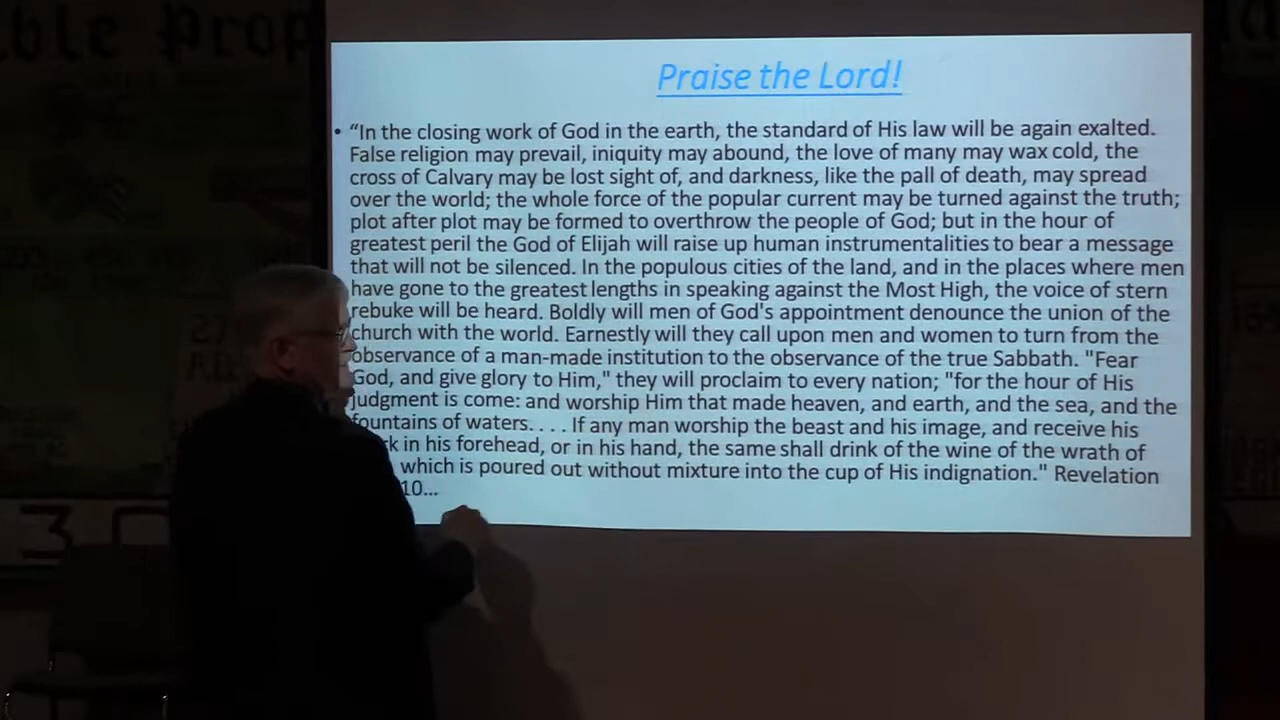 Praise the Lord!
• “In the closing work of God in the earth, the standard of His law will be again exalted.
False religion may prevail, iniquity may abound, the love of many may wax cold, the
cross of Calvary may be lost sight of, and darkness, like the pall of death, may spread
over the world; the whole force of the popular current may be turned against the truth;
plot after plot may be formed to overthrow the people of God; but in the hour of
greatest peril the God of Elijah will raise up human instrumentalities to bear a message
that will not be silenced. In the populous cities of the land, and in the places where men
have gone to the greatest lengths in speaking against the Most High, the voice of stern
rebuke will be heard. Boldly will men of God's appointment denounce the union of the
church with the world. Earnestly will they call upon men and women to turn from the
observance of a man-made institution to the observance of the true Sabbath. "Fear
God, and give glory to Him," they will proclaim to every nation; "for the hour of His
judgment is come: and worship Him that made heaven, and earth, and the sea, and the
fountains of waters. . . . If any man worship the beast and his image, and receive his
k in his forehead, or in his hand, the same shall drink of the wine of the wrath of
which is poured out without mixture into the cup of His indignation." Revelation
10...